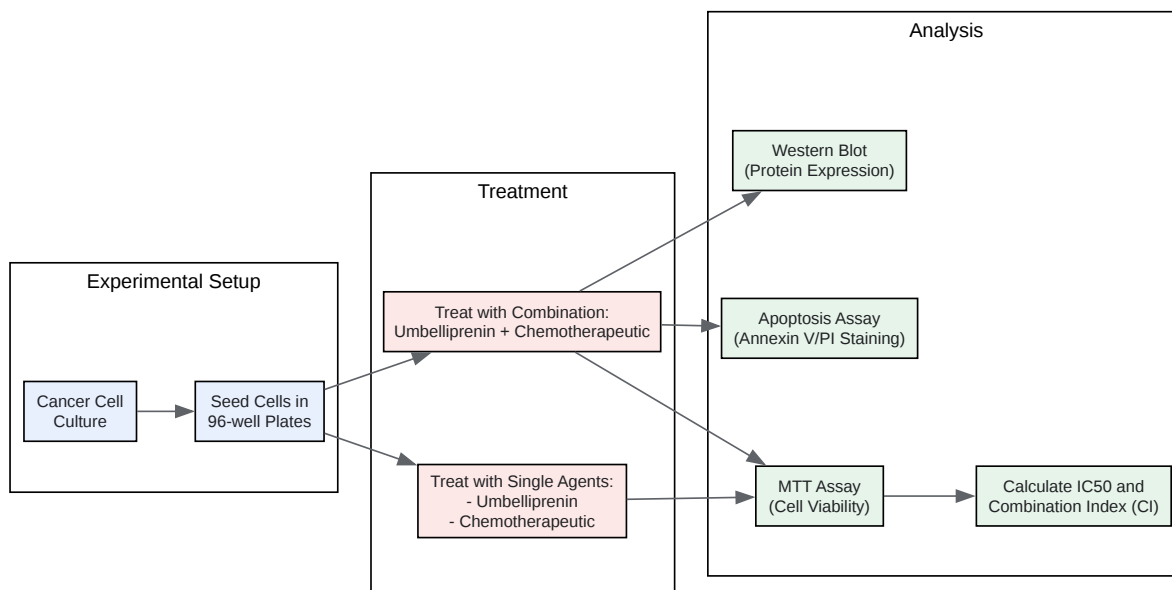 Experimental Setup
Cancer Cell
Culture
Seed Cells in
96-well Plates
Treatment
Treat with Combination:
Umbelliprenin + Chemotherapeutic
Treat with Single Agents:
- Umbelliprenin
- Chemotherapeutic
Analysis
Western Blot
(Protein Expression)
Apoptosis Assay
(Annexin V/PI Staining)
MTT Assay
(Cell Viability)
Calculate IC50 and
Combination Index (CI)